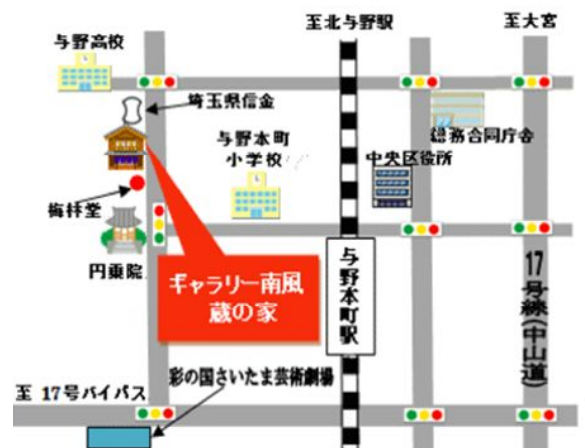 至北与野駅
至大宮
与野高校
埼玉県信金
与野本町
小学校
総務合同庁舎
中央区役所
梅林堂
円乗院
ギャラリー南風
蔵の家
与野本町駅
17号線(中山道)
彩の国さいたま芸術劇場
至 17号バイパス